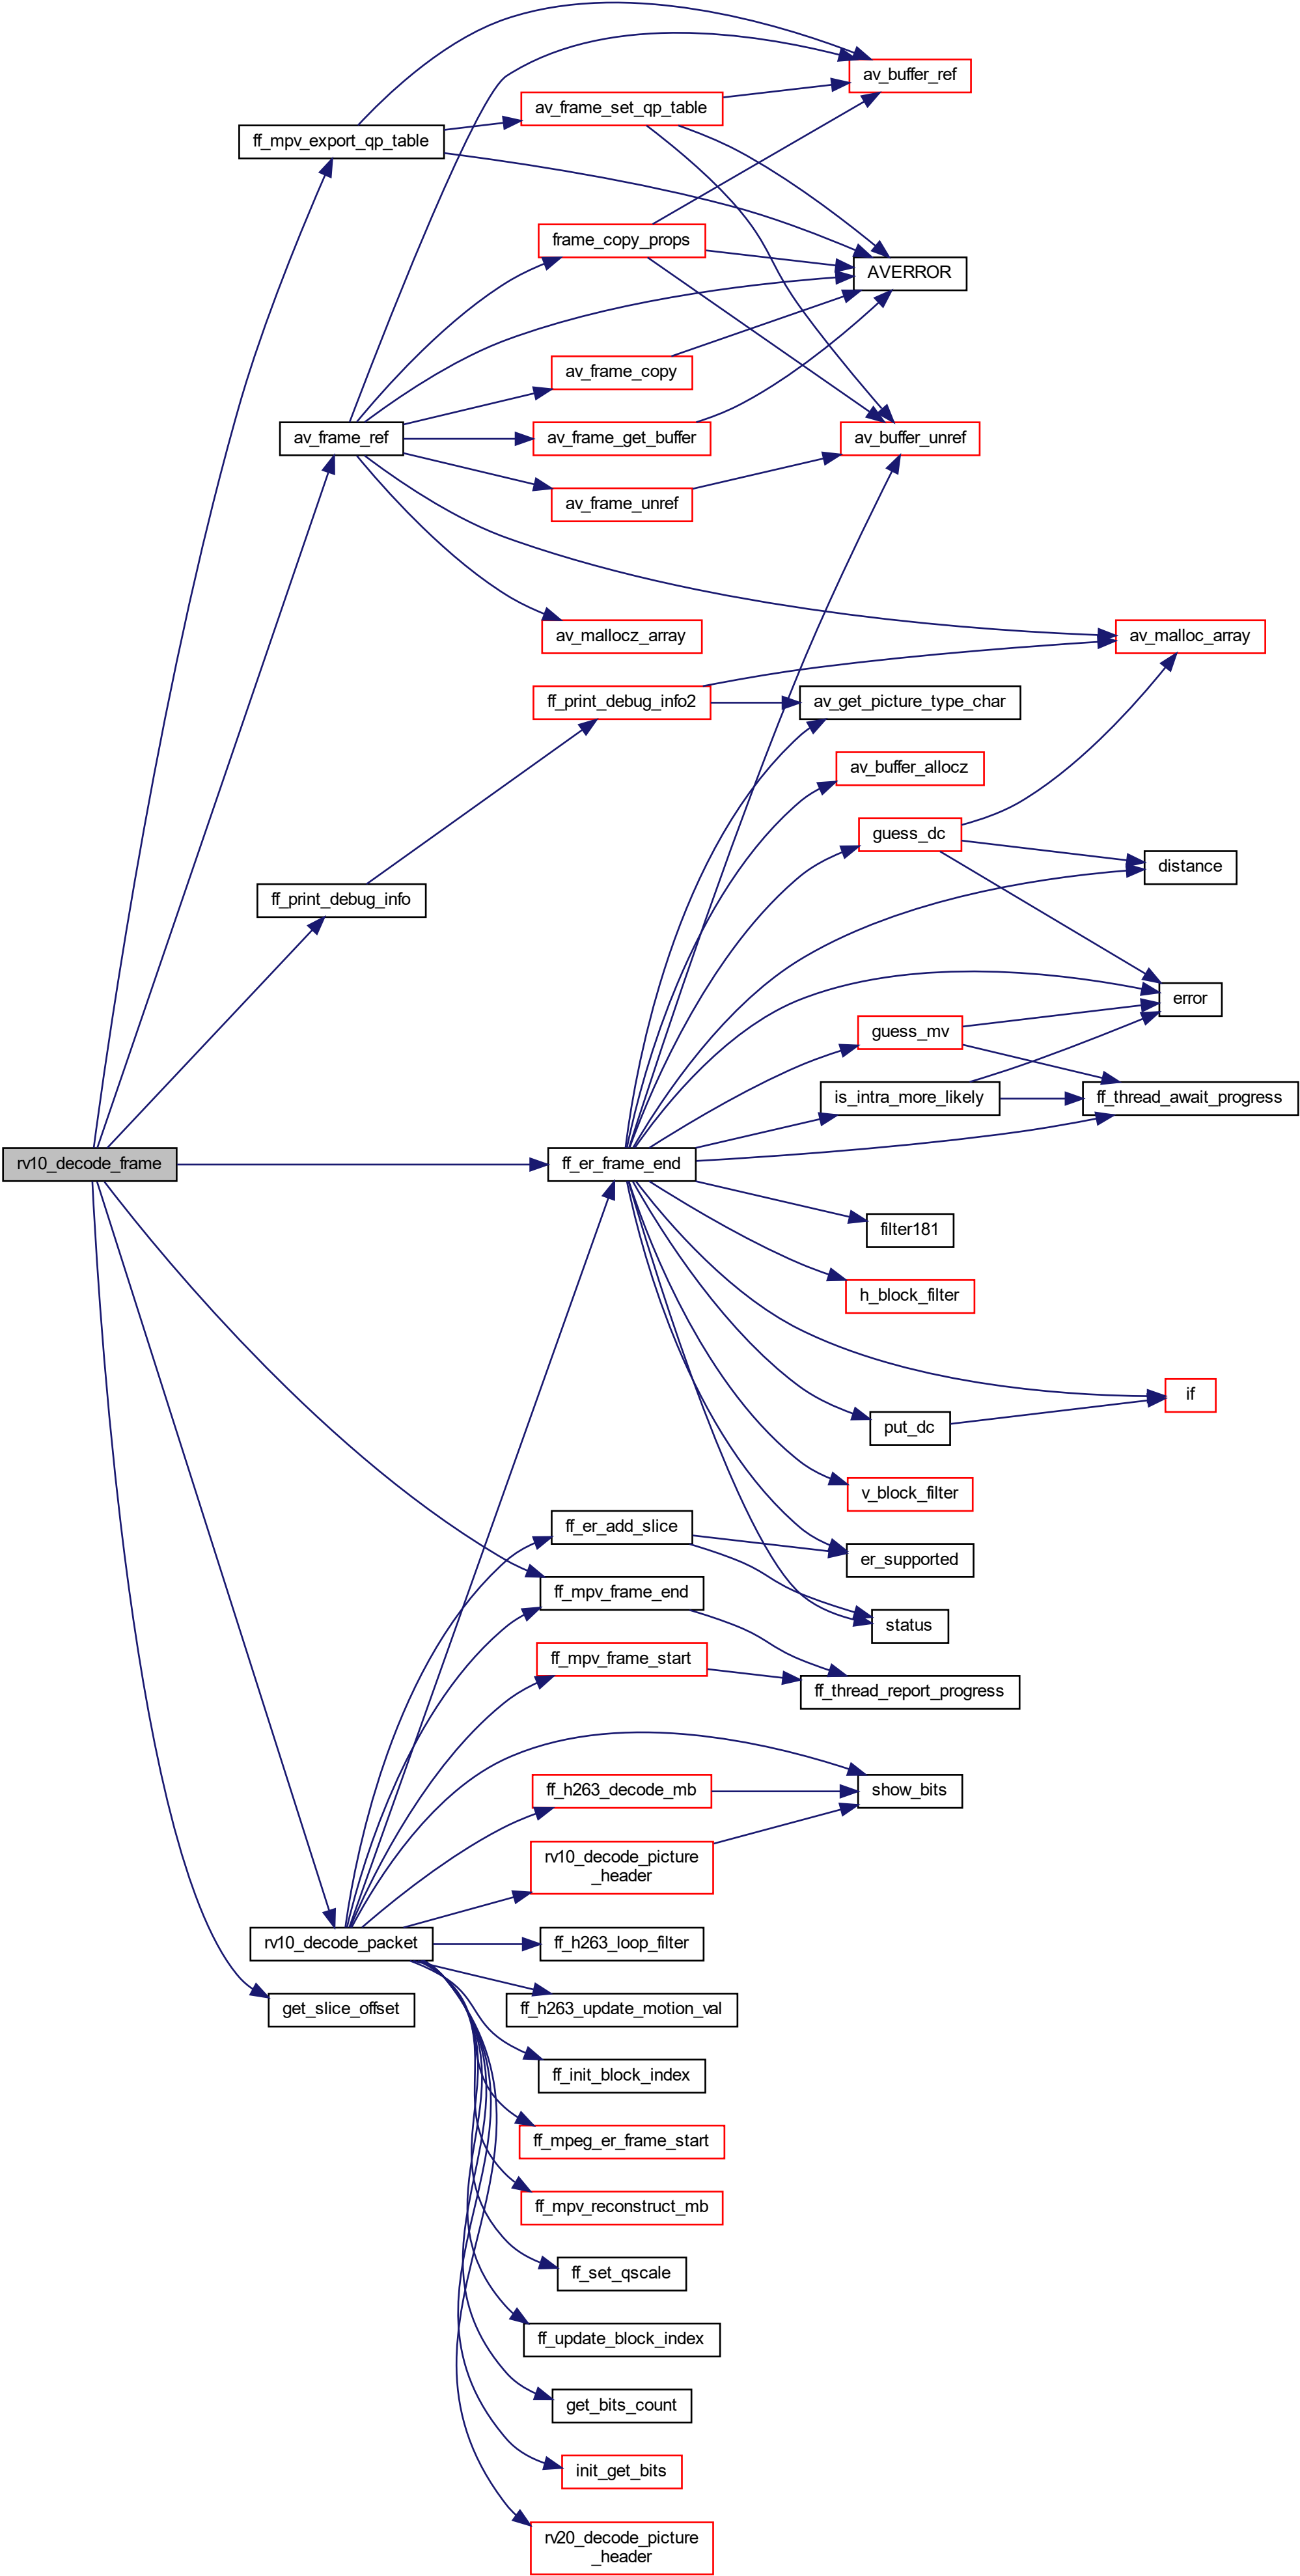 av_buffer_ref
av_frame_set_qp_table
ff_mpv_export_qp_table
frame_copy_props
AVERROR
av_frame_copy
av_frame_ref
av_frame_get_buffer
av_buffer_unref
av_frame_unref
av_mallocz_array
av_malloc_array
ff_print_debug_info2
av_get_picture_type_char
av_buffer_allocz
guess_dc
distance
ff_print_debug_info
error
guess_mv
is_intra_more_likely
ff_thread_await_progress
rv10_decode_frame
ff_er_frame_end
filter181
h_block_filter
if
put_dc
v_block_filter
ff_er_add_slice
er_supported
ff_mpv_frame_end
status
ff_mpv_frame_start
ff_thread_report_progress
ff_h263_decode_mb
show_bits
rv10_decode_picture
_header
rv10_decode_packet
ff_h263_loop_filter
get_slice_offset
ff_h263_update_motion_val
ff_init_block_index
ff_mpeg_er_frame_start
ff_mpv_reconstruct_mb
ff_set_qscale
ff_update_block_index
get_bits_count
init_get_bits
rv20_decode_picture
_header